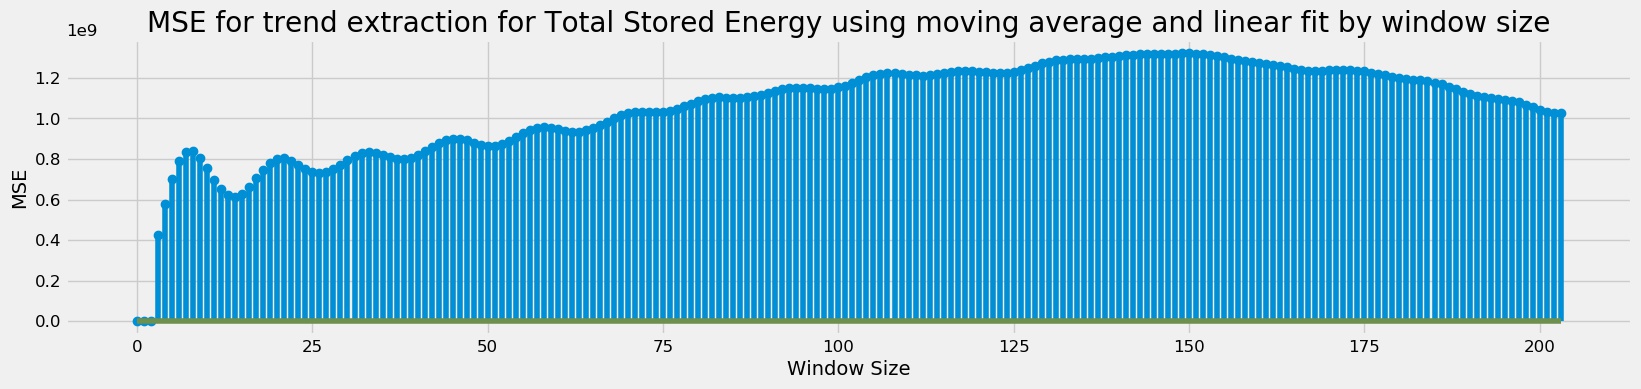 MSE for trend extraction for Total Stored Energy using moving average and linear fit by window size
1e9
1.2
1.0
0.8
0.6
0.4
0.2
0.0
MSE
0 25 50 75 100 125 150 175 200
Window Size